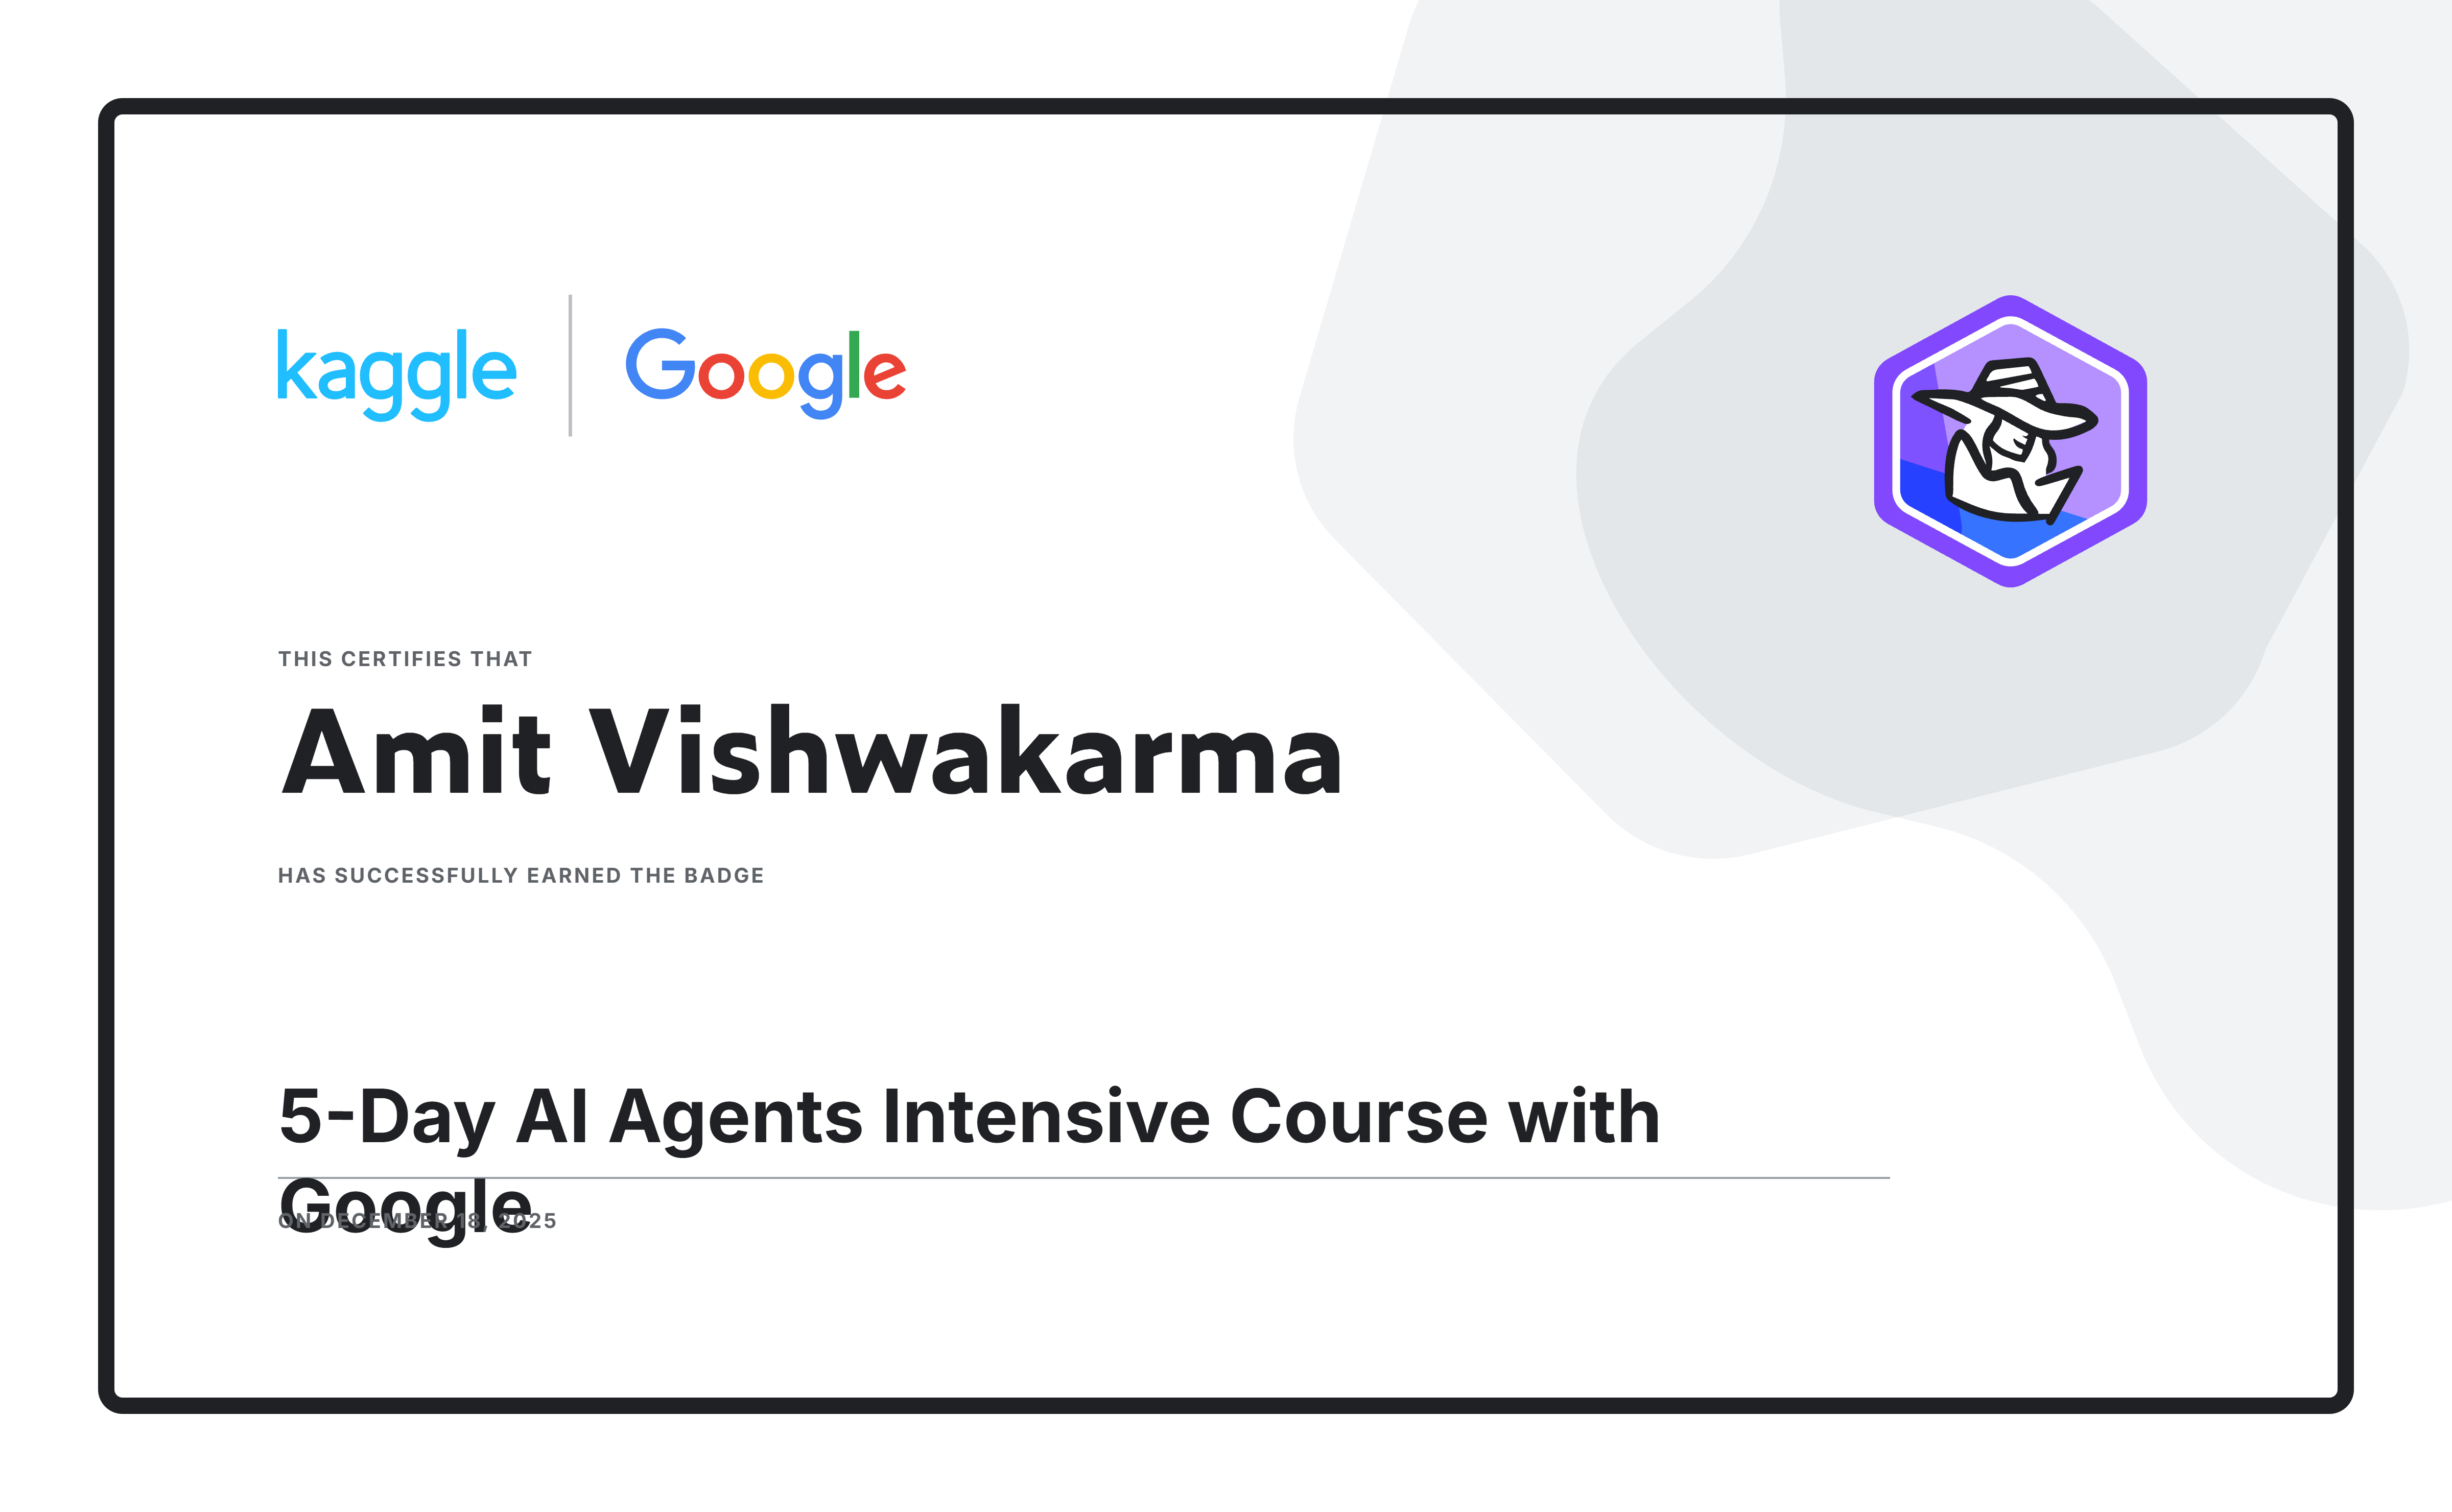 kaggle
Google
THIS CERTIFIES THAT
Amit Vishwakarma
HAS SUCCESSFULLY EARNED THE BADGE
5-Day AI Agents Intensive Course with
Google
ON DECEMBER 18, 2025